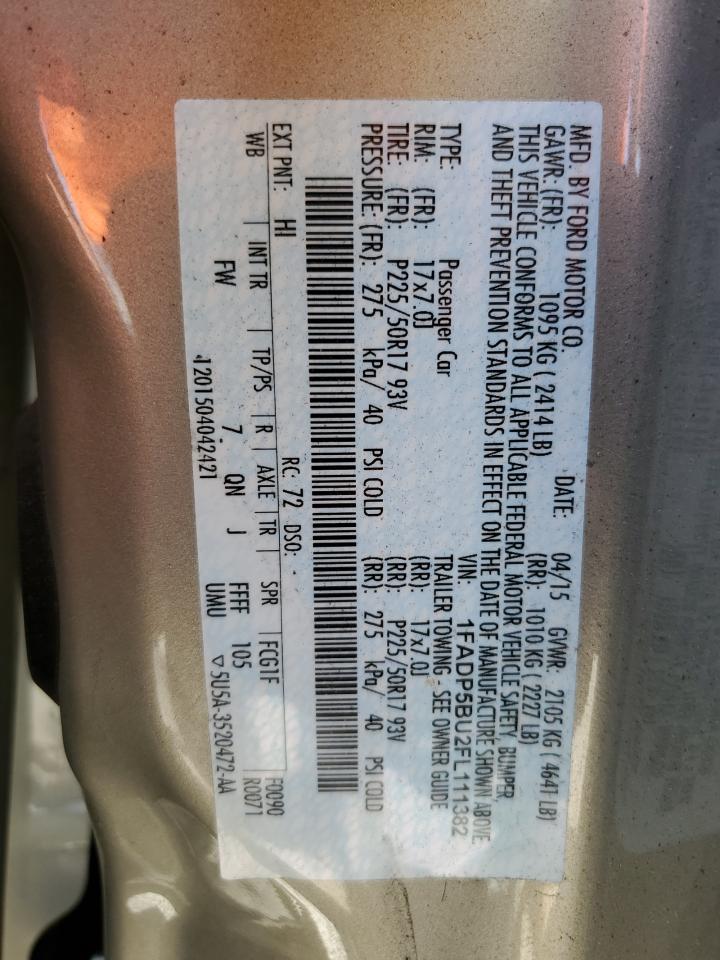 MFD. BY FORD MOTOR CO.
DATE: 04/15 GVWR: 2105 KG ( 4641 LB)
GAWR: (FR): 1095 KG ( 2414 LB) (RR): 1010 KG ( 2227 LB)
THIS VEHICLE CONFORMS TO ALL APPLICABLE FEDERAL MOTOR VEHICLE SAFETY, BUMPER,
AND THEFT PREVENTION STANDARDS IN EFFECT ON THE DATE OF MANUFACTURE SHOWN ABOVE.
VIN: 1FADP5BU2FL111382
TYPE: Passenger Car TRAILER TOWING - SEE OWNER GUIDE
RIM: (FR): 17x7.0J (RR): 17x7.0J
TIRE: (FR): P225/50R17 93V (RR): P225/50R17 93V
PRESSURE: (FR): 275 kPa/ 40 PSI COLD (RR): 275 kPa/ 40 PSI COLD
EXT PNT: HI RC: 72 DSO: F0090
WB INT TR TP/PS R AXLE TR SPR FCG1F R0071
FW 7. QN J FFFF 105
120150404242​1 UMU ▽5U5A-3520472-AA